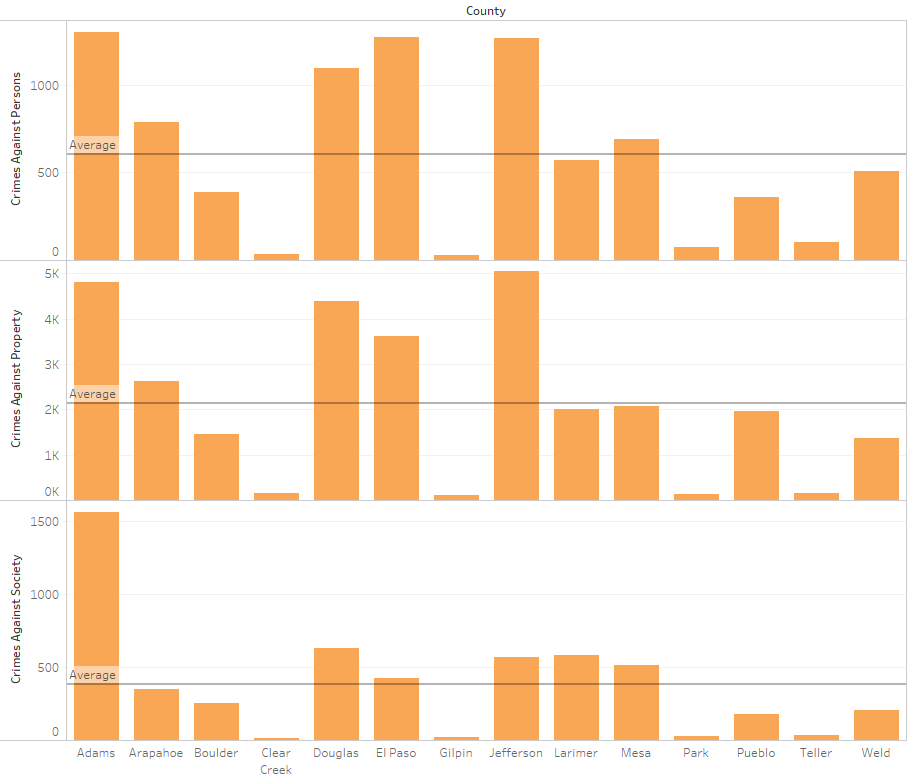 County
Crimes Against Persons
1000
Average
500
0
Crimes Against Property
5K
4K
3K
Average
2K
1K
0K
Crimes Against Society
1500
1000
500
Average
0
Adams Arapahoe Boulder Clear Creek Douglas El Paso Gilpin Jefferson Larimer Mesa Park Pueblo Teller Weld